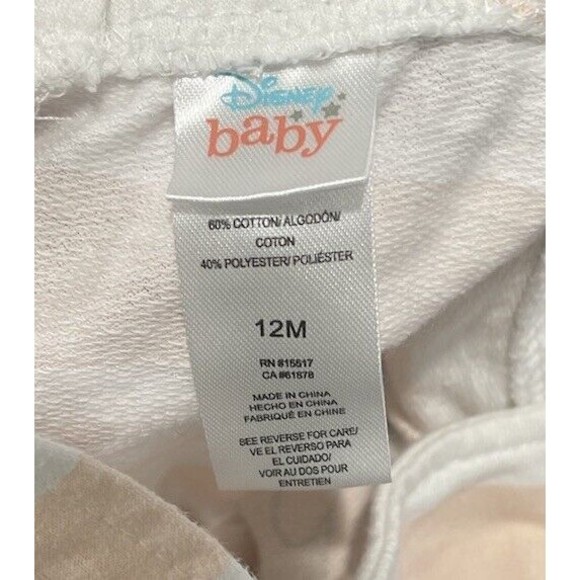 Disney
baby
60% COTTON/ ALGODÓN/
COTON
40% POLYESTER/ POLIÉSTER
12M
RN #15517
CA #61878
MADE IN CHINA
HECHO EN CHINA
FABRIQUÉ EN CHINE
SEE REVERSE FOR CARE/
VE EL REVERSO PARA
EL CUIDADO/
VOIR AU DOS POUR
ENTRETIEN